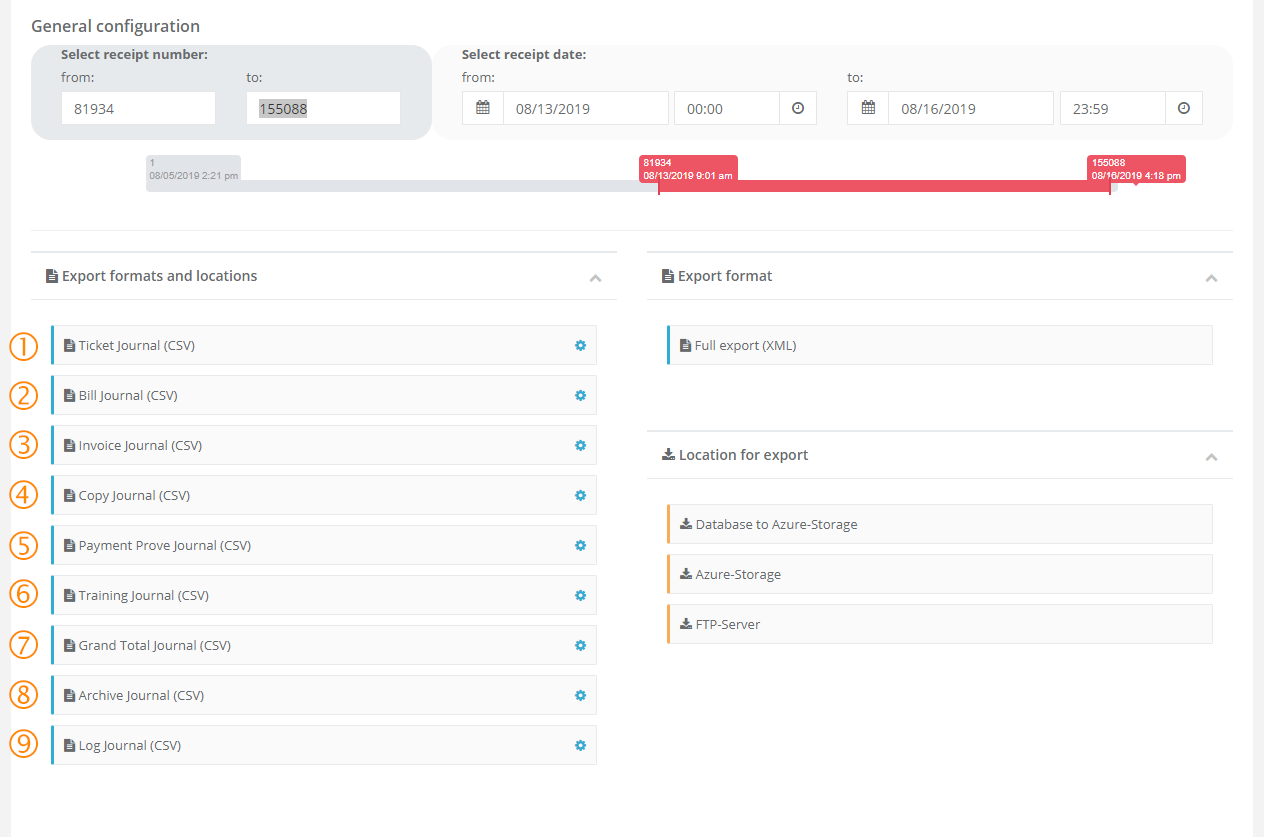 General configuration
Select receipt number:
from:
to:
81934
155088
Select receipt date:
from:
to:
08/13/2019
00:00
08/16/2019
23:59
1
08/05/2019 2:21 pm
81934
08/13/2019 9:01 am
155088
08/16/2019 4:18 pm
Export formats and locations
① Ticket Journal (CSV)
② Bill Journal (CSV)
③ Invoice Journal (CSV)
④ Copy Journal (CSV)
⑤ Payment Prove Journal (CSV)
⑥ Training Journal (CSV)
⑦ Grand Total Journal (CSV)
⑧ Archive Journal (CSV)
⑨ Log Journal (CSV)
Export format
Full export (XML)
Location for export
Database to Azure-Storage
Azure-Storage
FTP-Server